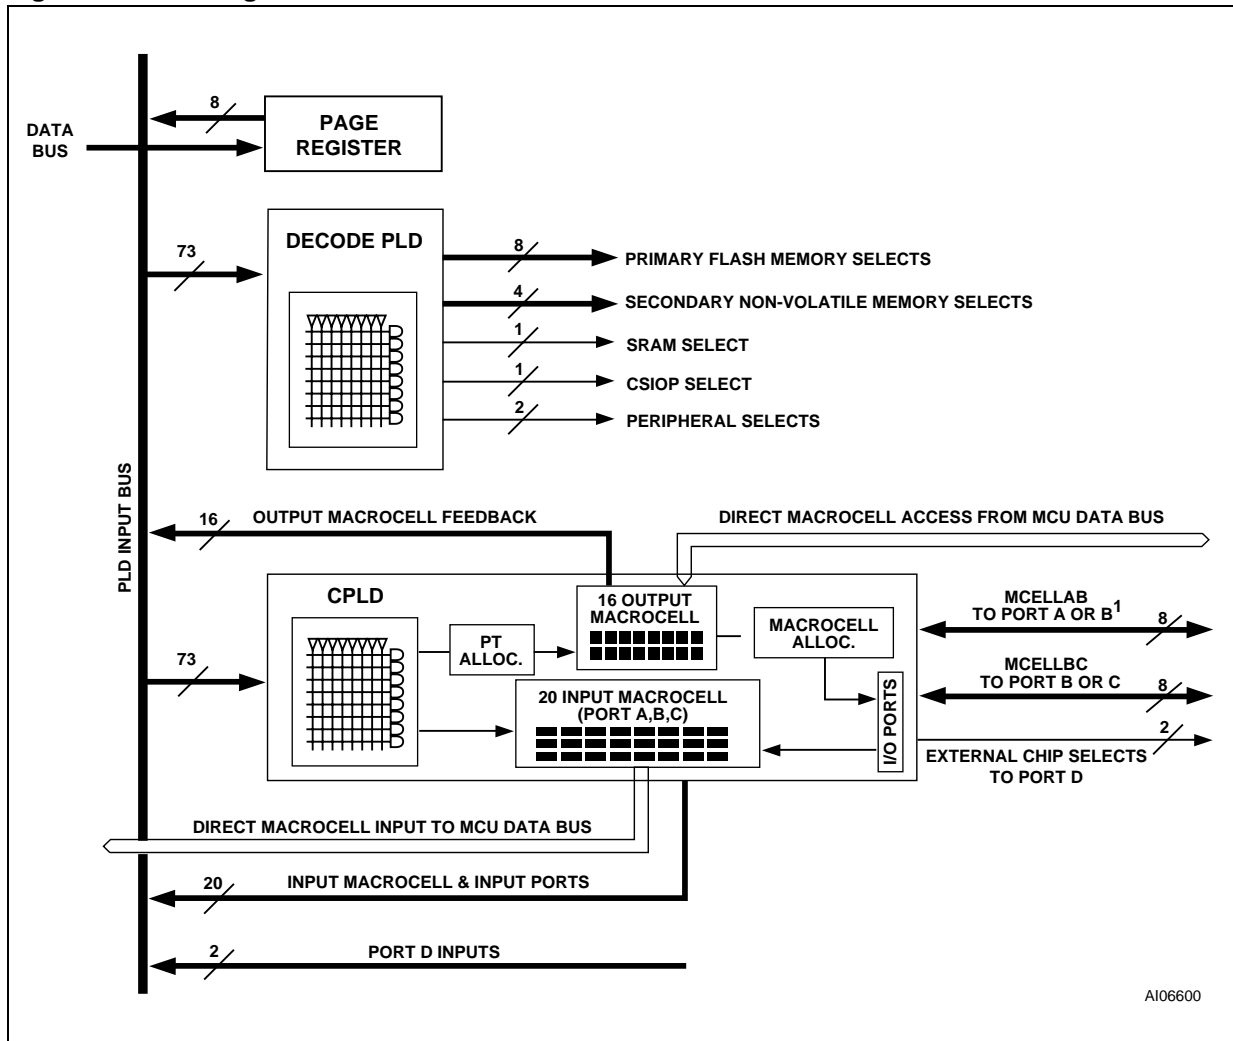 8
PAGE
REGISTER
DATA
BUS
DECODE PLD
73
8
PRIMARY FLASH MEMORY SELECTS
4
SECONDARY NON-VOLATILE MEMORY SELECTS
1
SRAM SELECT
1
CSIOP SELECT
2
PERIPHERAL SELECTS
PLD INPUT BUS
16
OUTPUT MACROCELL FEEDBACK
DIRECT MACROCELL ACCESS FROM MCU DATA BUS
CPLD
73
PT
ALLOC.
16 OUTPUT
MACROCELL
MACROCELL
ALLOC.
20 INPUT MACROCELL
(PORT A,B,C)
I/O PORTS
MCELLAB
TO PORT A OR B1
8
MCELLBC
TO PORT B OR C
8
2
EXTERNAL CHIP SELECTS
TO PORT D
DIRECT MACROCELL INPUT TO MCU DATA BUS
20
INPUT MACROCELL & INPUT PORTS
2
PORT D INPUTS
AI06600